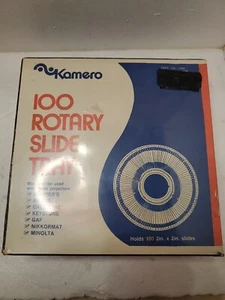 Kamero
100
ROTARY
SLIDE
TRAY
KEYSTONE
GAF
NIKKORMAT
MINOLTA
Holds 100 2in. x 2in. slides